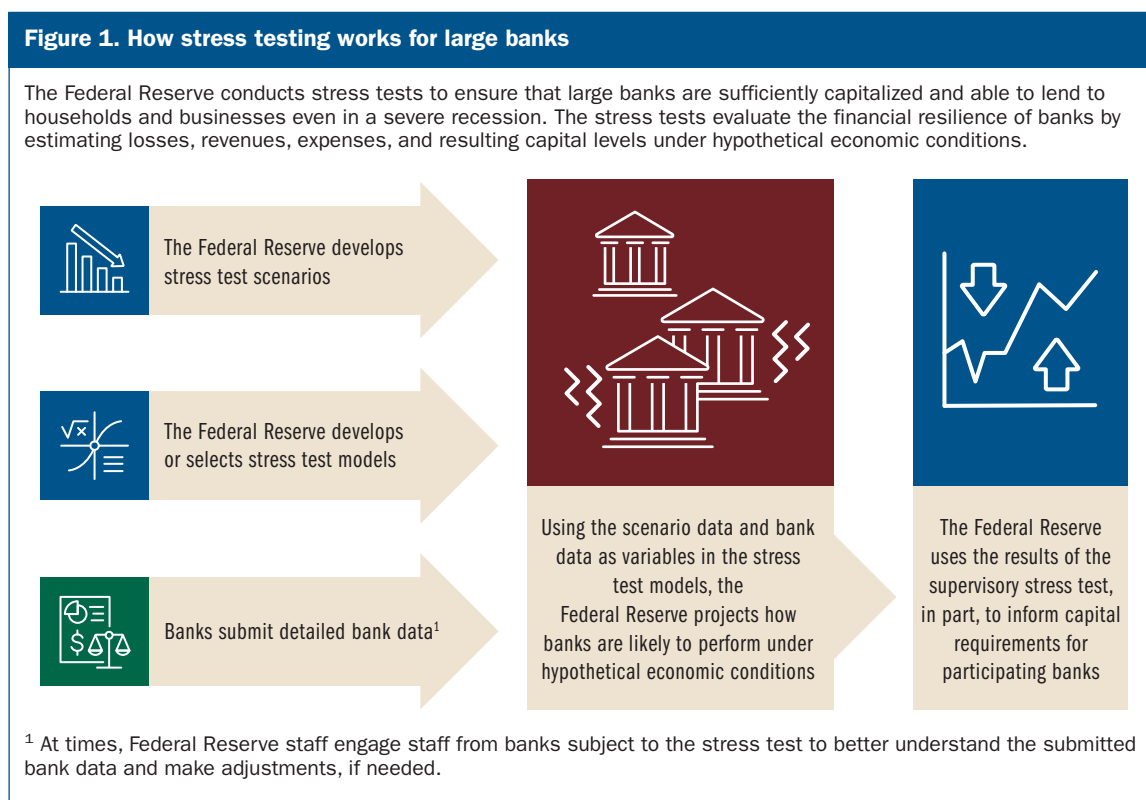 Figure 1. How stress testing works for large banks
The Federal Reserve conducts stress tests to ensure that large banks are sufficiently capitalized and able to lend to
households and businesses even in a severe recession. The stress tests evaluate the financial resilience of banks by
estimating losses, revenues, expenses, and resulting capital levels under hypothetical economic conditions.
The Federal Reserve develops
stress test scenarios
√x
The Federal Reserve develops
or selects stress test models
$
Banks submit detailed bank data¹
Using the scenario data and bank
data as variables in the stress
test models, the
Federal Reserve projects how
banks are likely to perform under
hypothetical economic conditions
The Federal Reserve
uses the results of the
supervisory stress test,
in part, to inform capital
requirements for
participating banks
¹ At times, Federal Reserve staff engage staff from banks subject to the stress test to better understand the submitted
bank data and make adjustments, if needed.